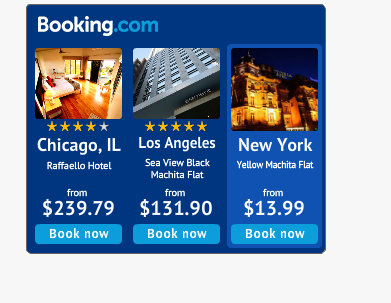 Booking.com
Chicago, IL
Raffaello Hotel
from
$239.79
Book now
Los Angeles
Sea View Black
Machita Flat
from
$131.90
Book now
New York
Yellow Machita Flat
from
$13.99
Book now